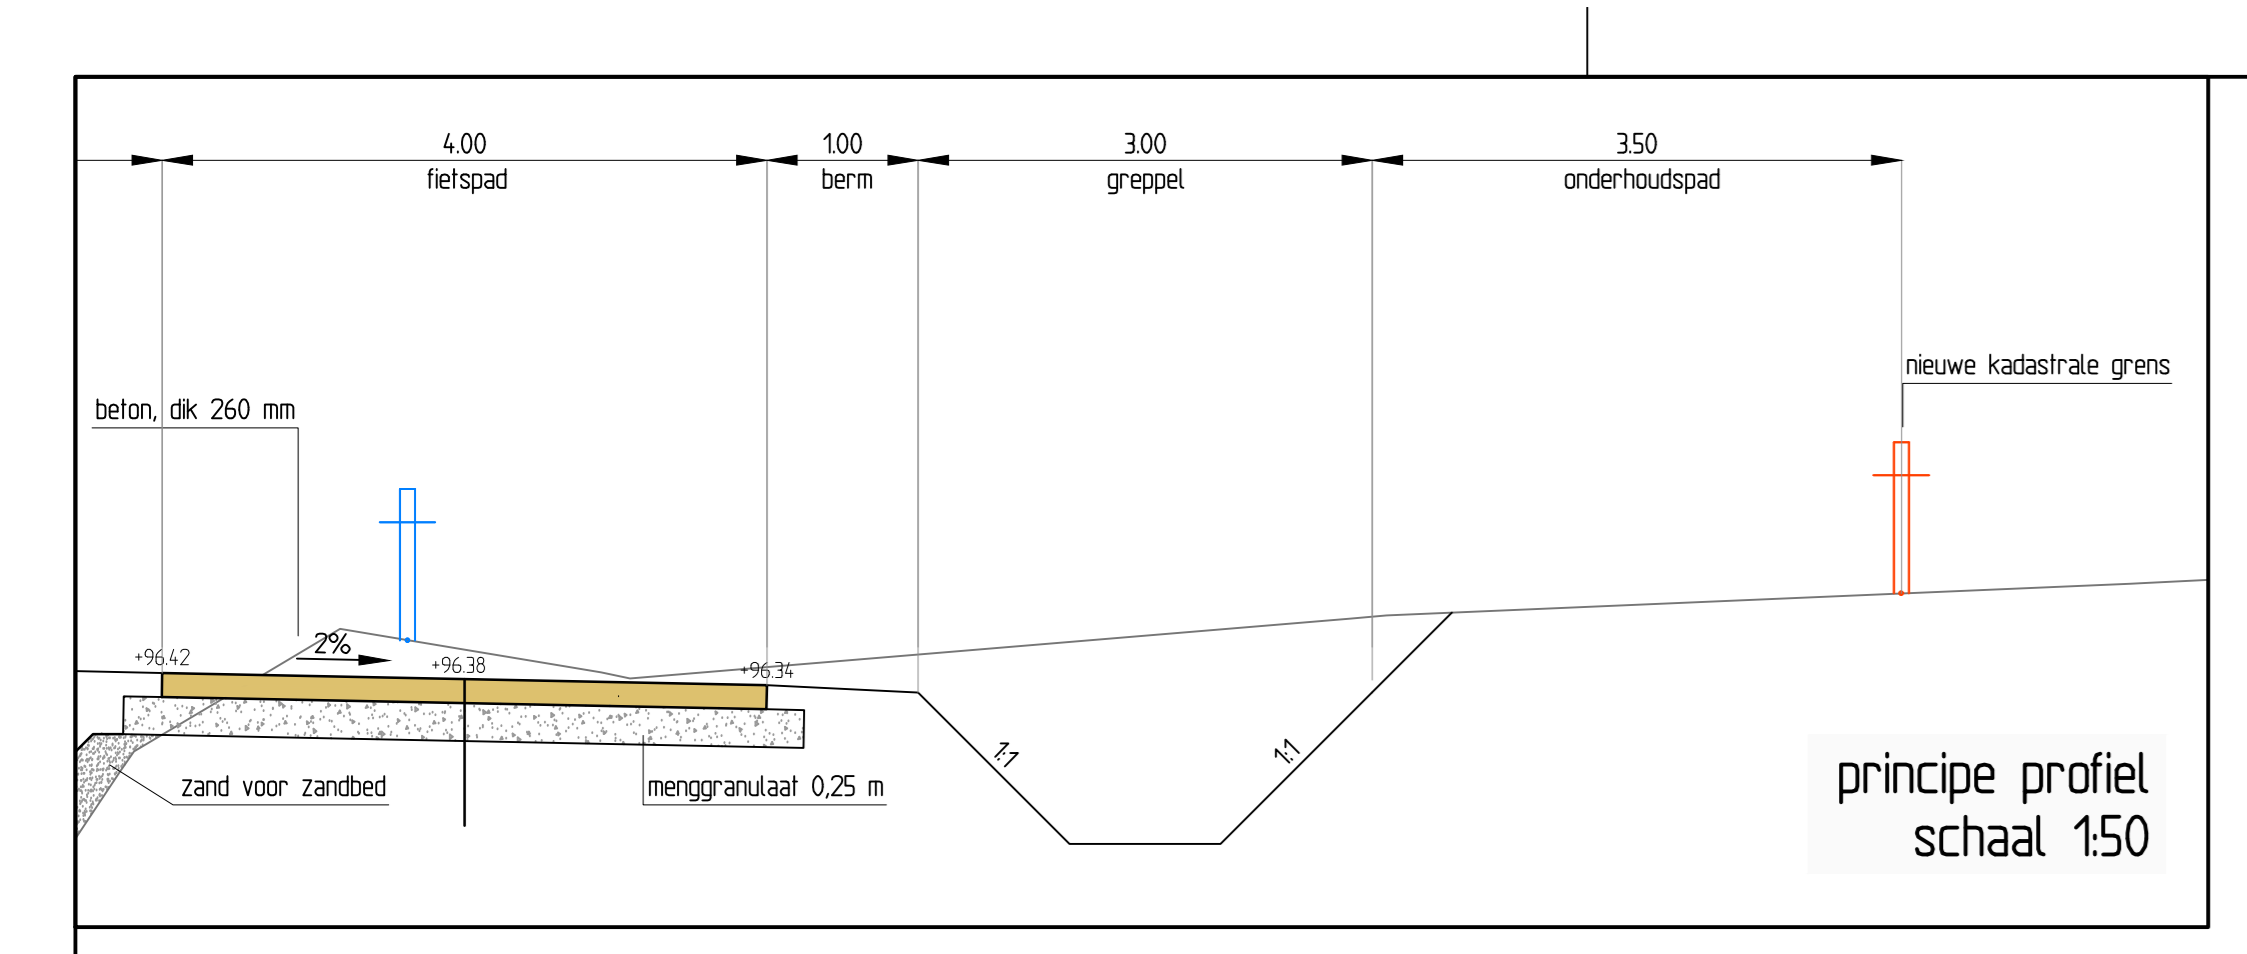 4.00 1.00 3.00 3.50
fietspad berm greppel onderhoudspad
nieuwe kadastrale grens
beton, dik 260 mm
2%
+96.42 +96.38 +96.34
1:1 1:1
zand voor zandbed menggranulaat 0,25 m
principe profiel
schaal 1:50